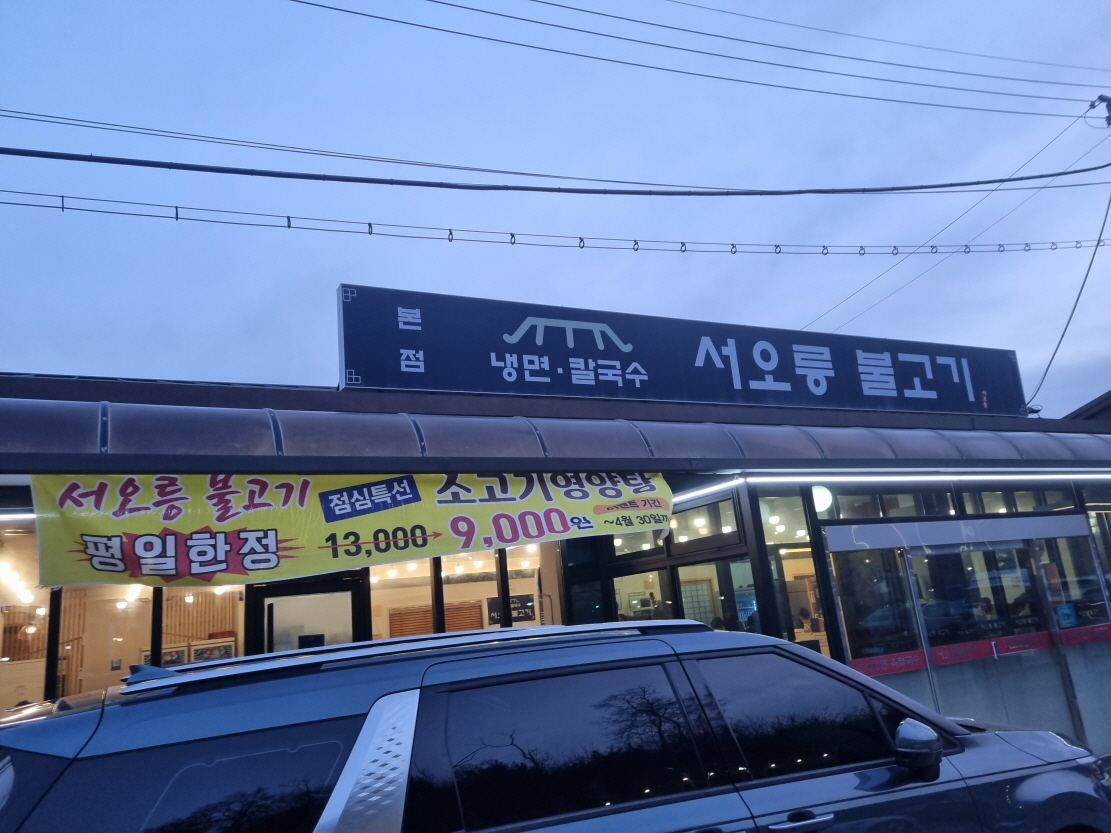 본점
냉면·칼국수
서오릉 불고기
서오릉 불고기 점심특선 소고기영양탕
평일한정 13,000 9,000원
기간
~4월 30일까